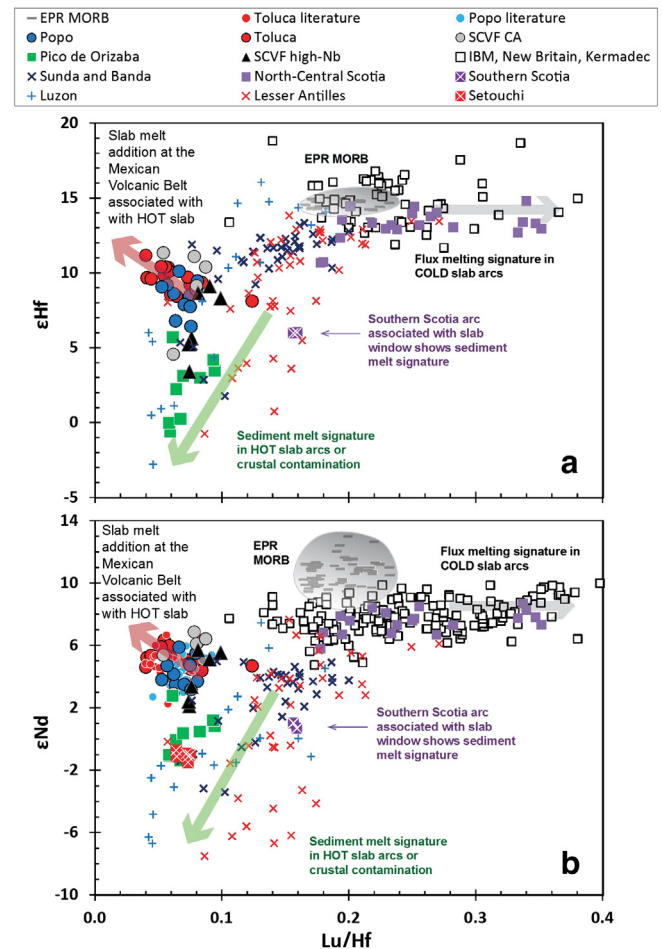 EPR MORB Toluca literature Popo literature
Popo Toluca SCVF CA
Pico de Orizaba SCVF high-Nb IBM, New Britain, Kermadec
Sunda and Banda North-Central Scotia Southern Scotia
Luzon Lesser Antilles Setouchi
20
15
10
5
0
-5
εHf
Slab melt
addition at the
Mexican
Volcanic Belt
associated with
with HOT slab
EPR MORB
Flux melting signature in
COLD slab arcs
Southern Scotia arc
associated with slab
window shows sediment
melt signature
Sediment melt signature
in HOT slab arcs or
crustal contamination
a
14
10
6
2
-2
-6
-10
εNd
Slab melt
addition at the
Mexican
Volcanic Belt
associated with
with HOT slab
EPR
MORB
Flux melting signature in
COLD slab arcs
Southern Scotia arc
associated with slab
window shows sediment
melt signature
Sediment melt signature
in HOT slab arcs or
crustal contamination
b
0.0 0.1 0.2 0.3 0.4
Lu/Hf